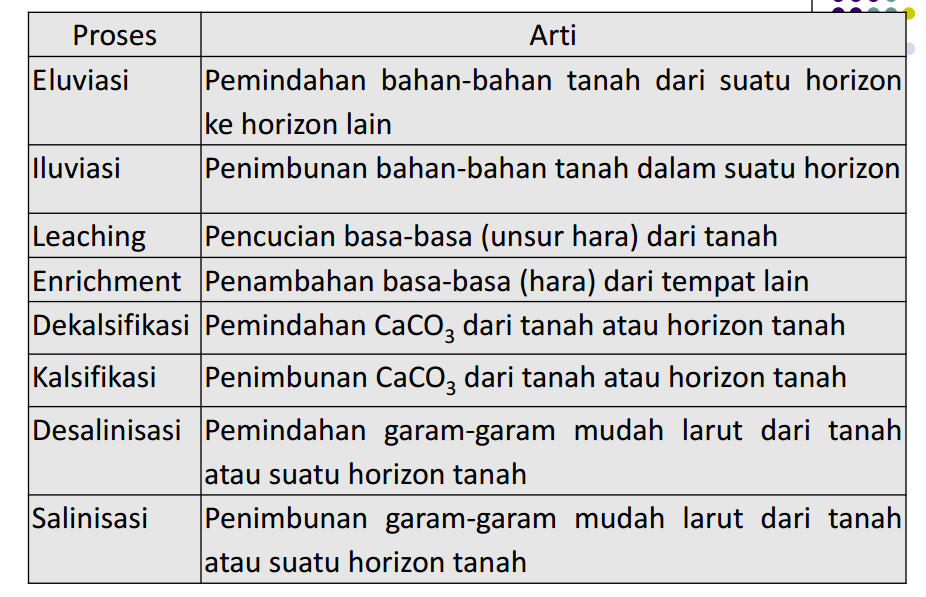 Proses Arti
Eluviasi Pemindahan bahan-bahan tanah dari suatu horizon
ke horizon lain
Iluviasi Penimbunan bahan-bahan tanah dalam suatu horizon
Leaching Pencucian basa-basa (unsur hara) dari tanah
Enrichment Penambahan basa-basa (hara) dari tempat lain
Dekalsifikasi Pemindahan CaCO₃ dari tanah atau horizon tanah
Kalsifikasi Penimbunan CaCO₃ dari tanah atau horizon tanah
Desalinisasi Pemindahan garam-garam mudah larut dari tanah
atau suatu horizon tanah
Salinisasi Penimbunan garam-garam mudah larut dari tanah
atau suatu horizon tanah